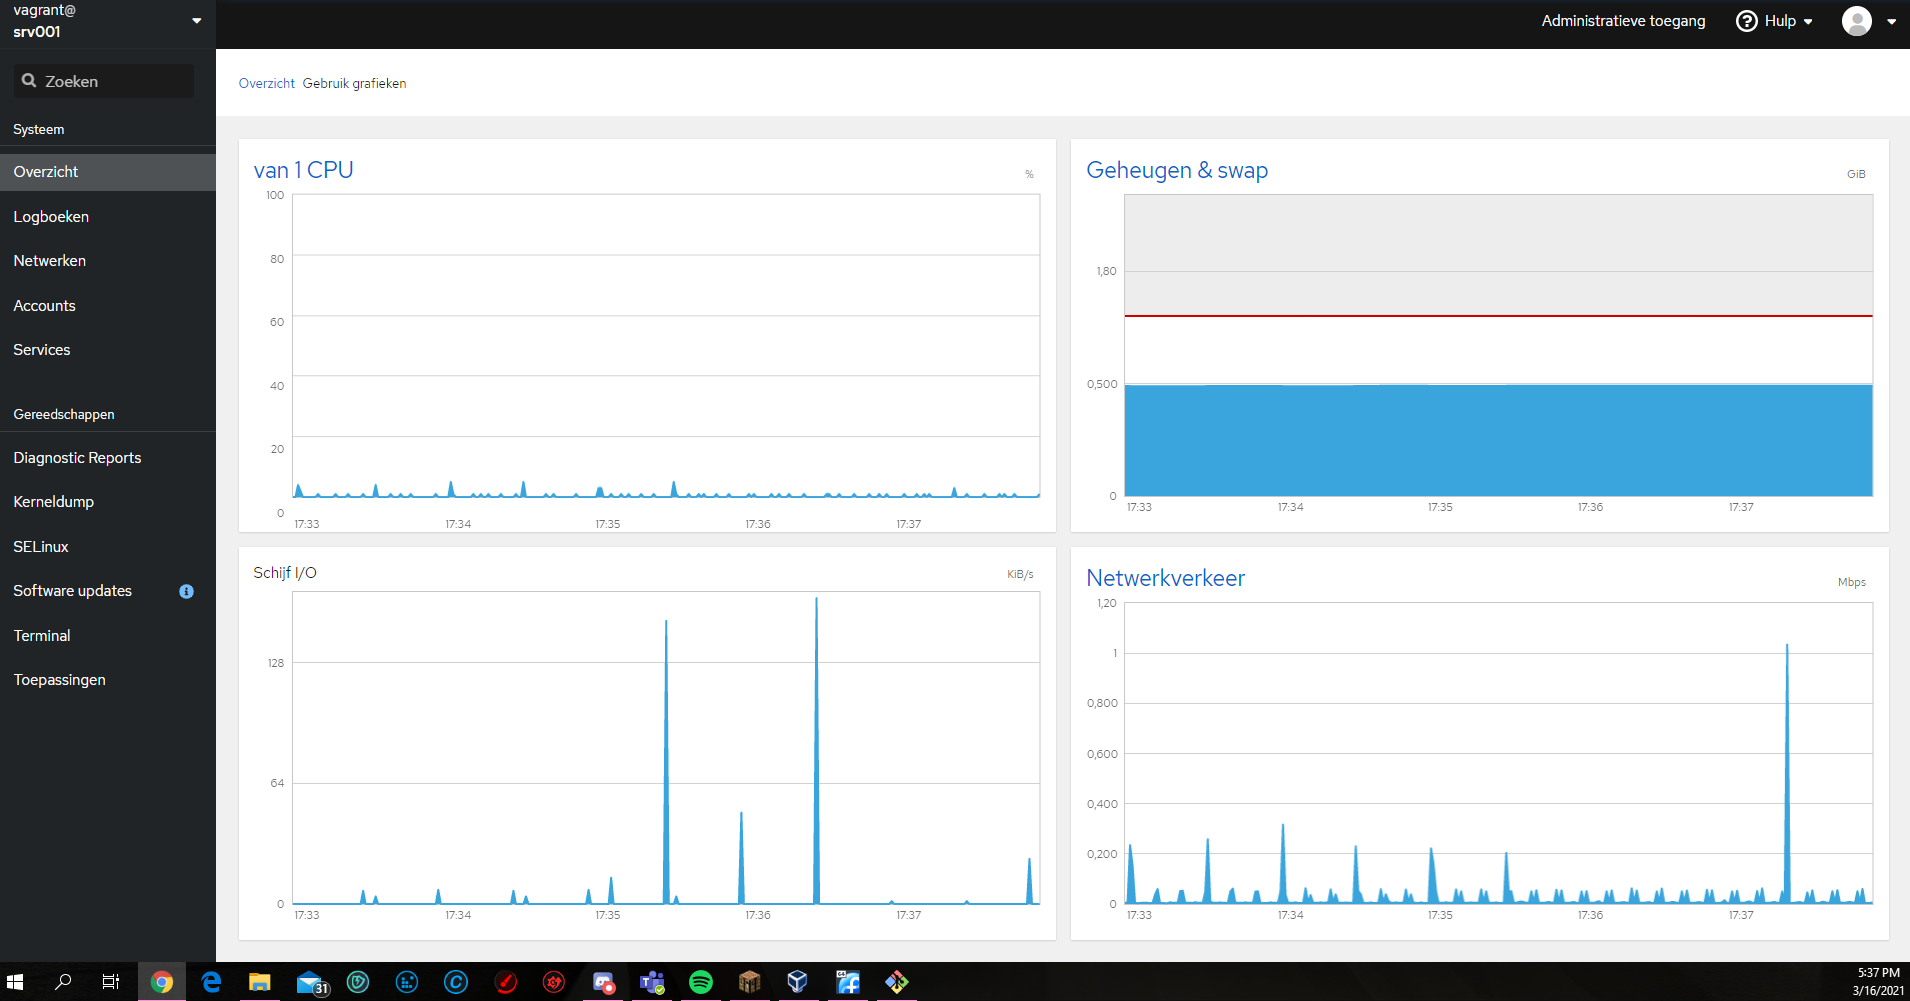 vagrant@
srv001
Administratieve toegang
Hulp
Zoeken
Systeem
Overzicht
Logboeken
Netwerken
Accounts
Services
Gereedschappen
Diagnostic Reports
Kerneldump
SELinux
Software updates
Terminal
Toepassingen
Overzicht Gebruik grafieken
van 1 CPU
%
100
80
60
40
20
0
17:33 17:34 17:35 17:36 17:37
Geheugen & swap
GiB
1,80
0,500
0
17:33 17:34 17:35 17:36 17:37
Schijf I/O
KiB/s
128
64
0
17:33 17:34 17:35 17:36 17:37
Netwerkverkeer
Mbps
1,20
1
0,800
0,600
0,400
0,200
0
17:33 17:34 17:35 17:36 17:37
31
64
5:37 PM
3/16/2021